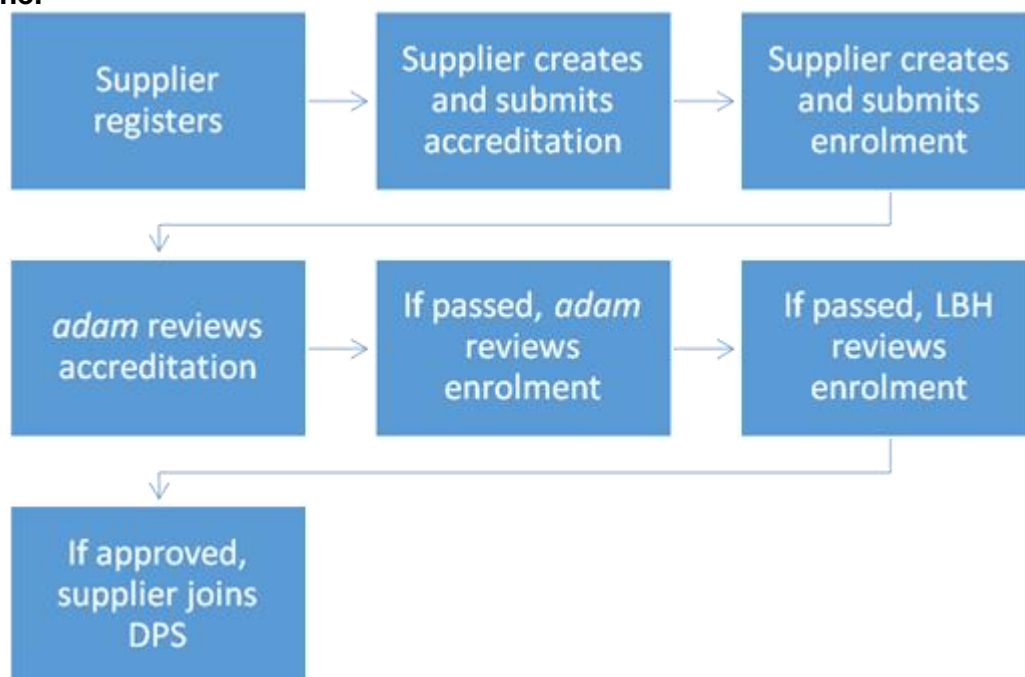 Supplier
registers
Supplier creates
and submits
accreditation
Supplier creates
and submits
enrolment
adam reviews
accreditation
If passed, adam
reviews
enrolment
If passed, LBH
reviews
enrolment
If approved,
supplier joins
DPS